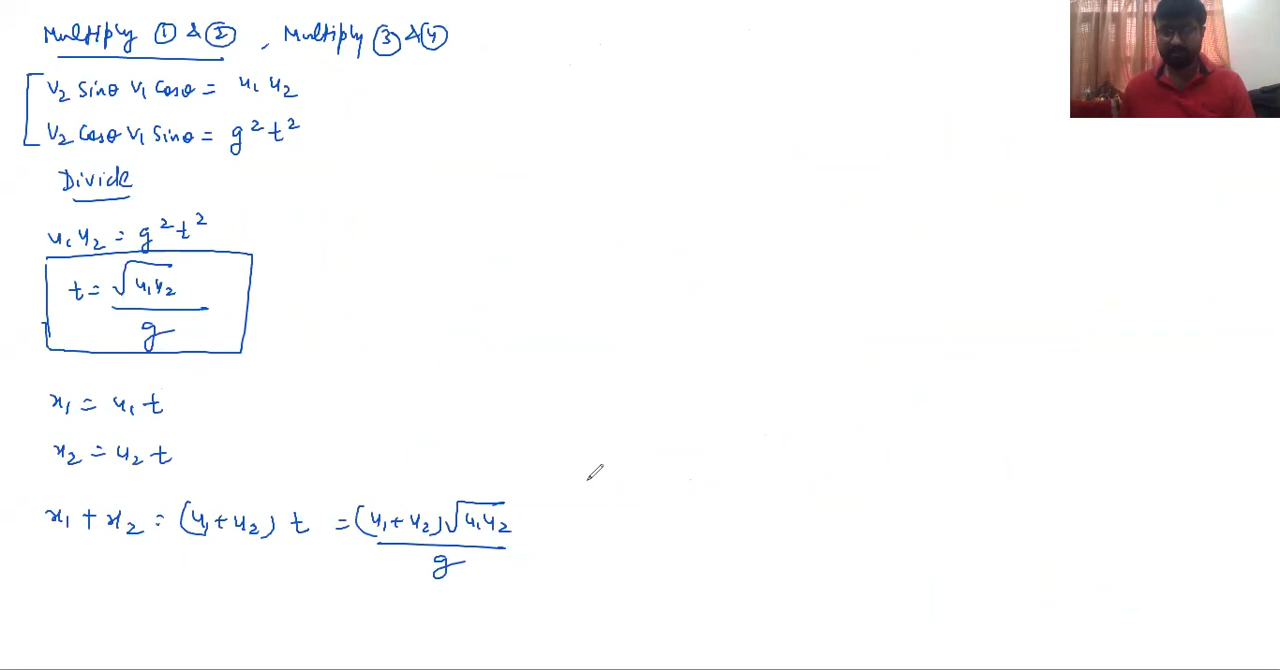 Multiply ① & ② , Multiply ③ & ④
V₂ Sinθ V₁ Cosθ = u₁ u₂
V₂ Cosθ V₁ Sinθ = g² t²
Divide
u₁ u₂ = g² t²
t = √u₁u₂ / g
x₁ = u₁ t
x₂ = u₂ t
x₁ + x₂ = (u₁ + u₂) t = (u₁ + u₂) √u₁u₂ / g